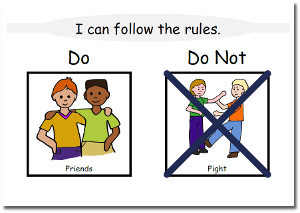 I can follow the rules.
Do Do Not
Friends Fight